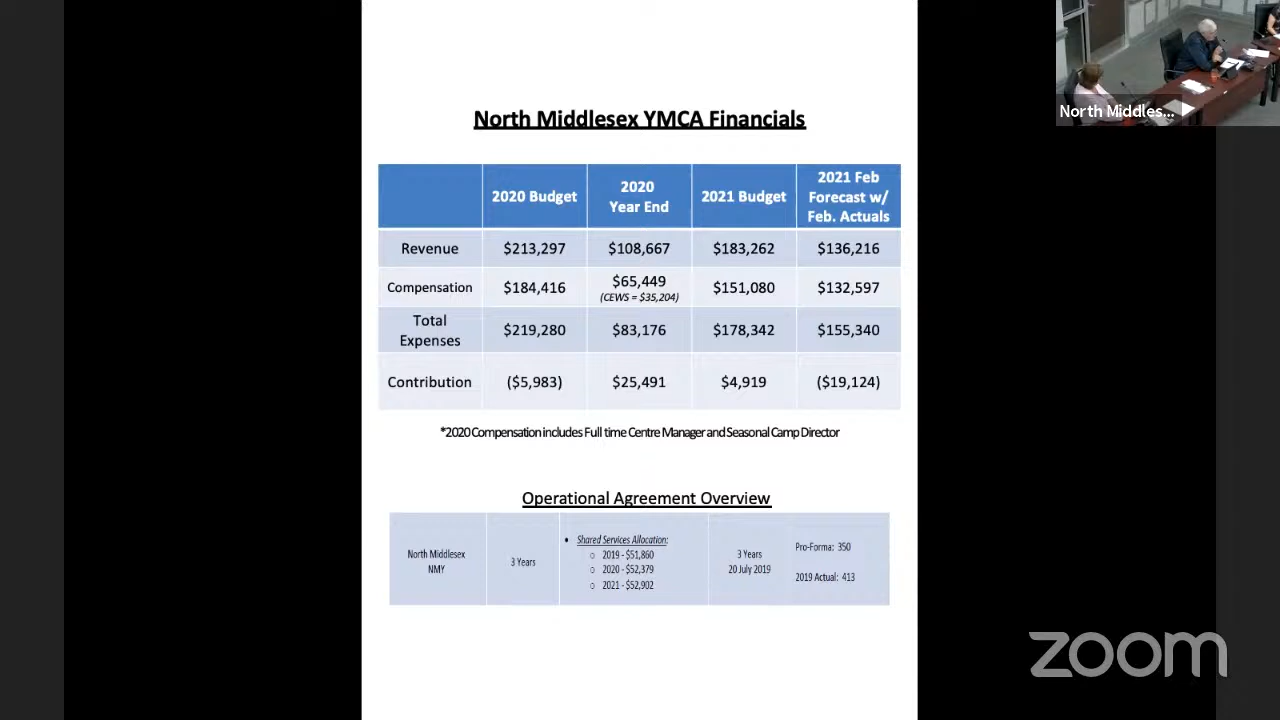 North Middlesex YMCA Financials
2020 Budget
2020
Year End
2021 Budget
2021 Feb
Forecast w/
Feb. Actuals
Revenue
$213,297
$108,667
$183,262
$136,216
Compensation
$184,416
$65,449
(CEWS = $35,204)
$151,080
$132,597
Total
Expenses
$219,280
$83,176
$178,342
$155,340
Contribution
($5,983)
$25,491
$4,919
($19,124)
*2020 Compensation includes Full time Centre Manager and Seasonal Camp Director
Operational Agreement Overview
North Middlesex
NMY
3 Years
• Shared Services Allocation:
o 2019 - $51,860
o 2020 - $52,379
o 2021 - $52,902
3 Years
20 July 2019
Pro-Forma: 350
2019 Actual: 413
North Middles...
zoom